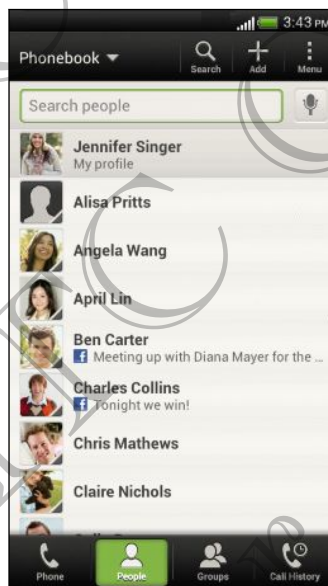 3:43 PM
Phonebook
Search
Add
Menu
Search people
Jennifer Singer
My profile
Alisa Pritts
Angela Wang
April Lin
Ben Carter
Meeting up with Diana Mayer for the ...
Charles Collins
Tonight we win!
Chris Mathews
Claire Nichols
Phone
People
Groups
Call History